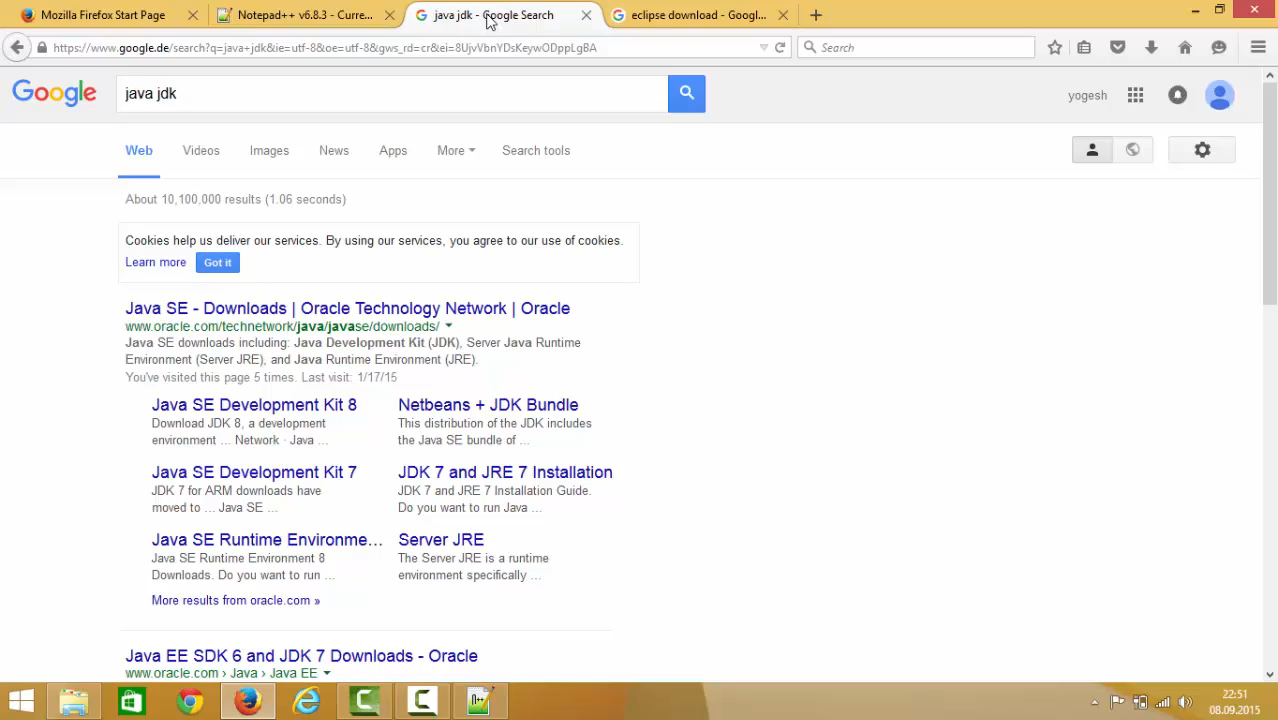 Mozilla Firefox Start Page
Notepad++ v6.8.3 - Curre...
java jdk - Google Search
eclipse download - Googl...
https://www.google.de/search?q=java+jdk&ie=utf-8&oe=utf-8&gws_rd=cr&ei=8UjvVbnYDsKeywODppLgBA
Search
Google
java jdk
yogesh
Web
Videos
Images
News
Apps
More
Search tools
About 10,100,000 results (1.06 seconds)
Cookies help us deliver our services. By using our services, you agree to our use of cookies.
Learn more
Got it
Java SE - Downloads | Oracle Technology Network | Oracle
www.oracle.com/technetwork/java/javase/downloads/
Java SE downloads including: Java Development Kit (JDK), Server Java Runtime
Environment (Server JRE), and Java Runtime Environment (JRE).
You've visited this page 5 times. Last visit: 1/17/15
Java SE Development Kit 8
Download JDK 8, a development
environment ... Network · Java ...
Netbeans + JDK Bundle
This distribution of the JDK includes
the Java SE bundle of ...
Java SE Development Kit 7
JDK 7 for ARM downloads have
moved to ... Java SE ...
JDK 7 and JRE 7 Installation
JDK 7 and JRE 7 Installation Guide.
Do you want to run Java ...
Java SE Runtime Environme...
Java SE Runtime Environment 8
Downloads. Do you want to run ...
Server JRE
The Server JRE is a runtime
environment specifically ...
More results from oracle.com »
Java EE SDK 6 and JDK 7 Downloads - Oracle
www.oracle.com › Java › Java EE
22:51
08.09.2015